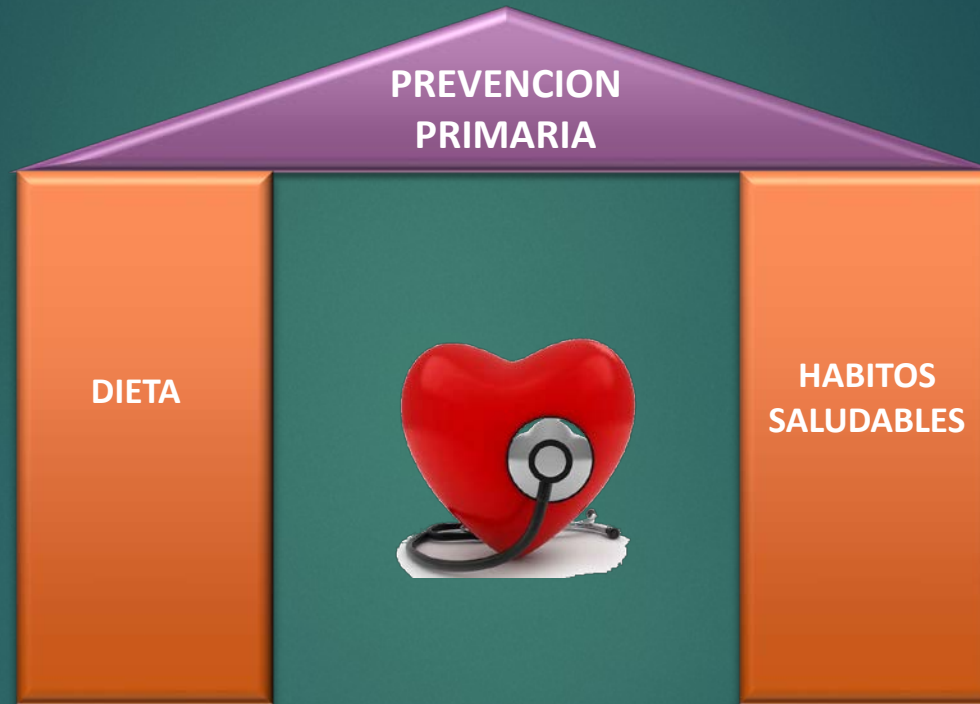 PREVENCION
PRIMARIA
DIETA
HABITOS
SALUDABLES